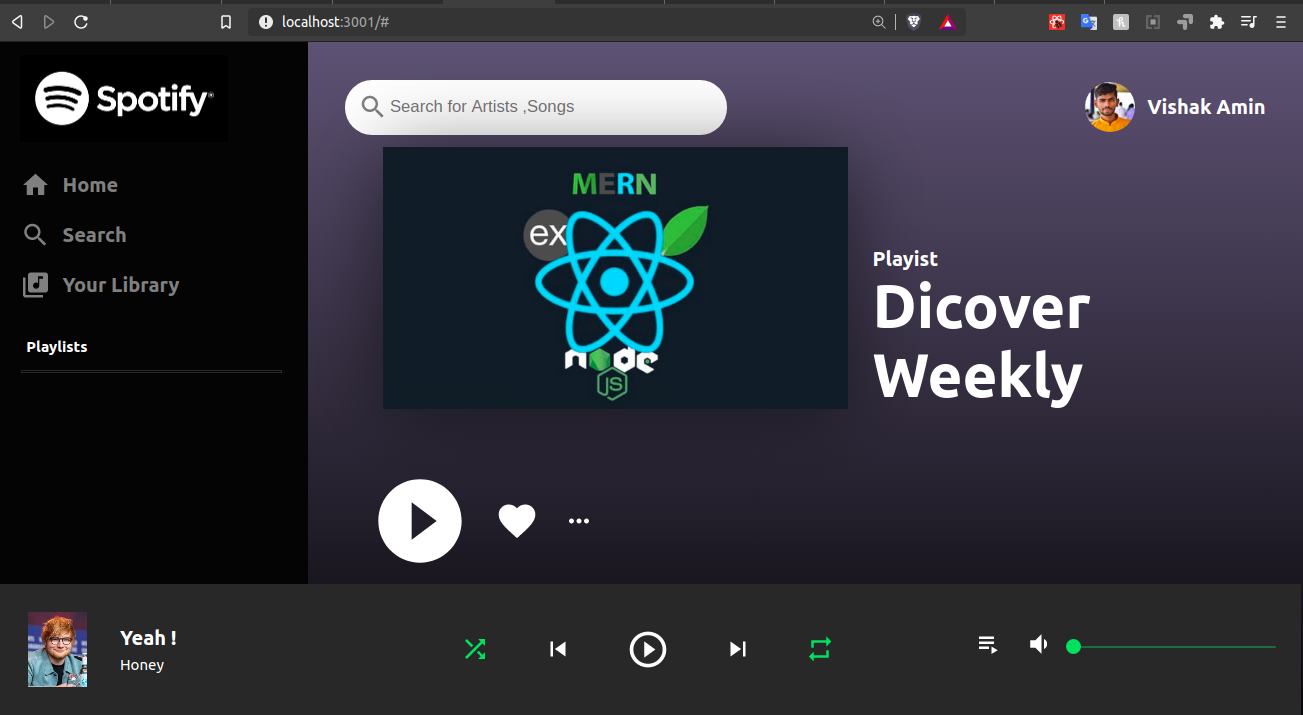 localhost:3001/#
Spotify
Search for Artists ,Songs
Vishak Amin
Home
Search
Your Library
Playlists
MERN
ex
node
JS
Playist
Dicover
Weekly
Yeah !
Honey